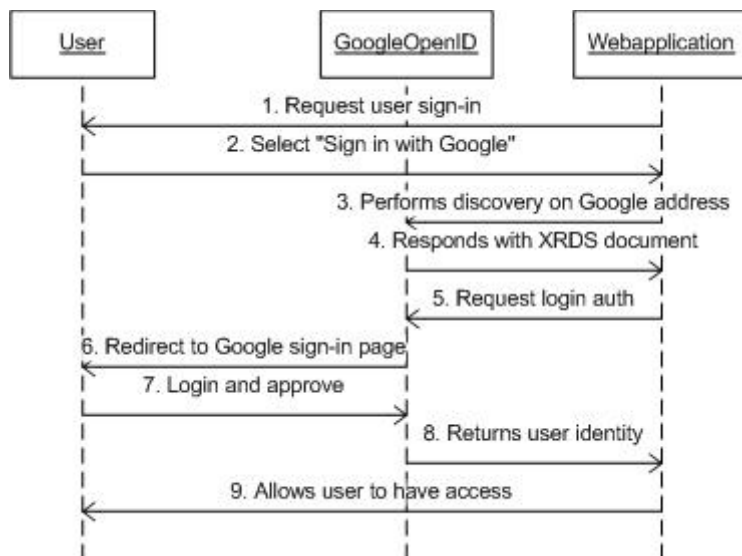 User
GoogleOpenID
Webapplication
1. Request user sign-in
2. Select "Sign in with Google"
3. Performs discovery on Google address
4. Responds with XRDS document
5. Request login auth
6. Redirect to Google sign-in page
7. Login and approve
8. Returns user identity
9. Allows user to have access